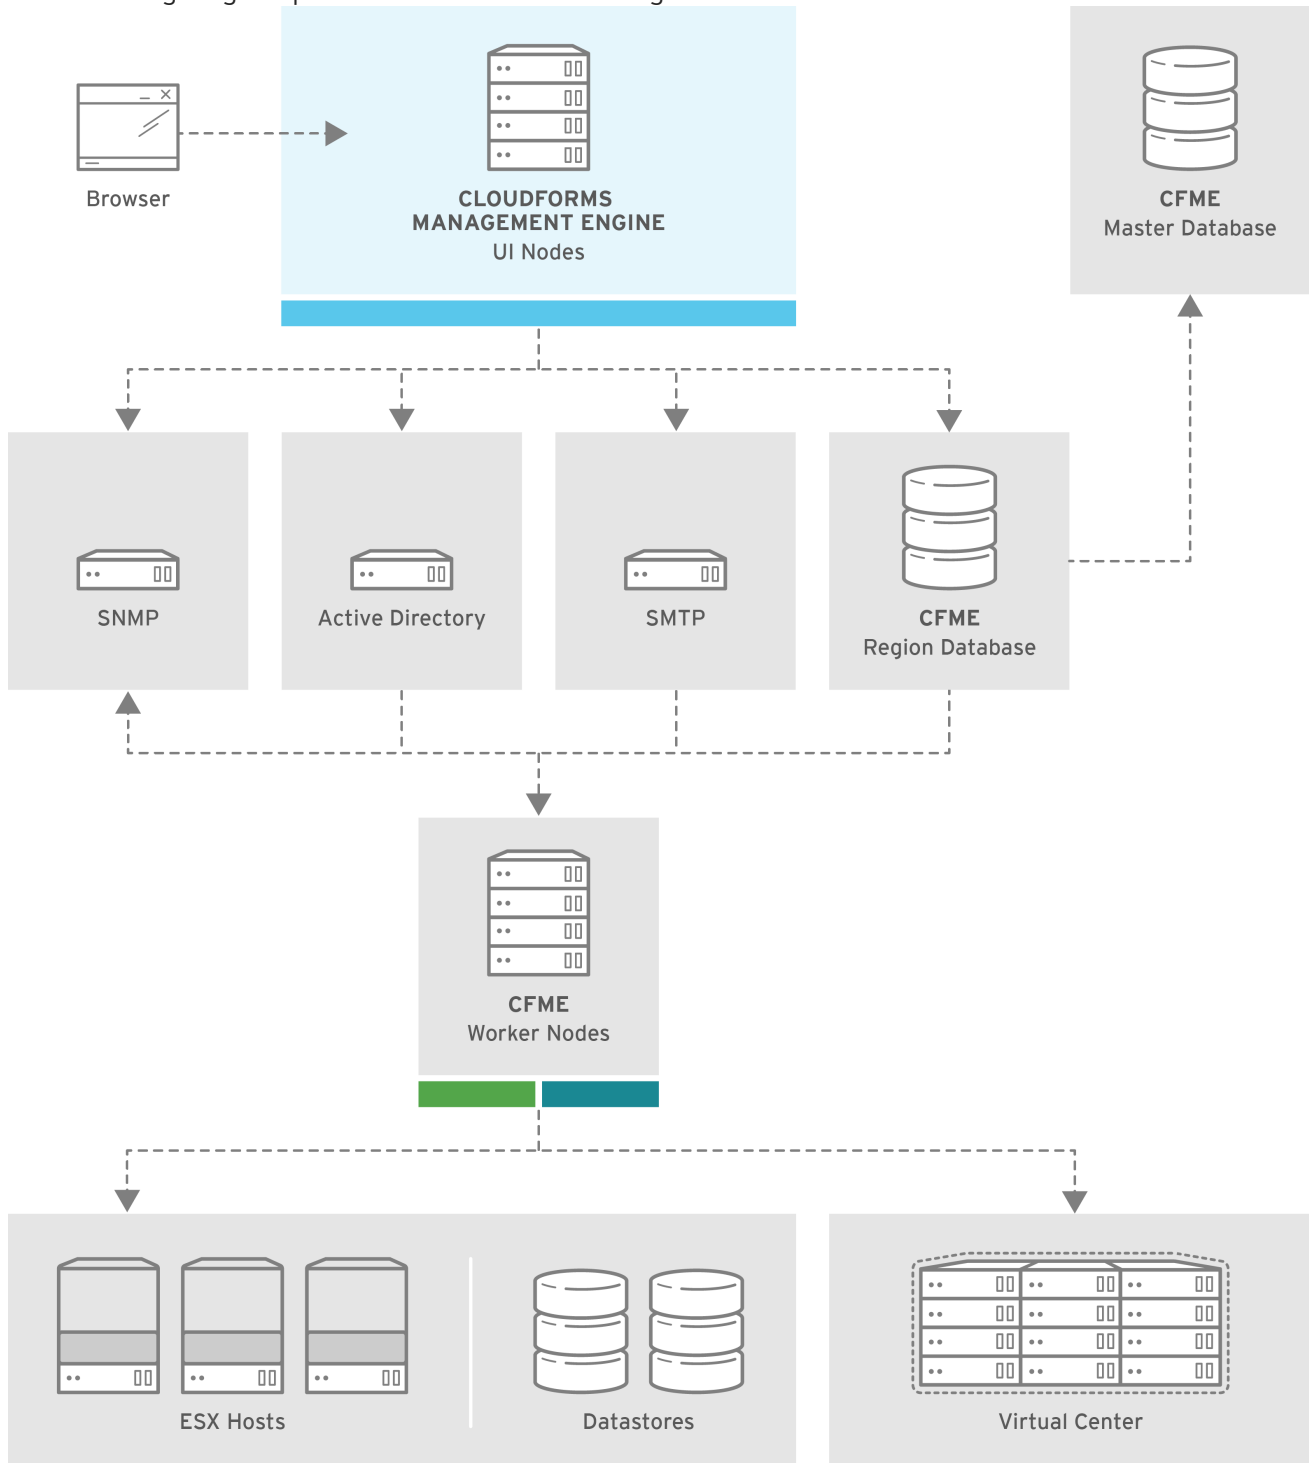 Browser
CLOUDFORMS
MANAGEMENT ENGINE
UI Nodes
CFME
Master Database
SNMP
Active Directory
SMTP
CFME
Region Database
CFME
Worker Nodes
ESX Hosts
Datastores
Virtual Center